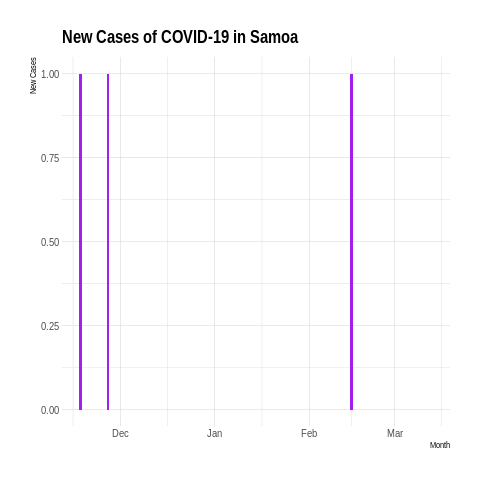 New Cases of COVID-19 in Samoa
New Cases
1.00
0.75
0.50
0.25
0.00
Dec Jan Feb Mar
Month